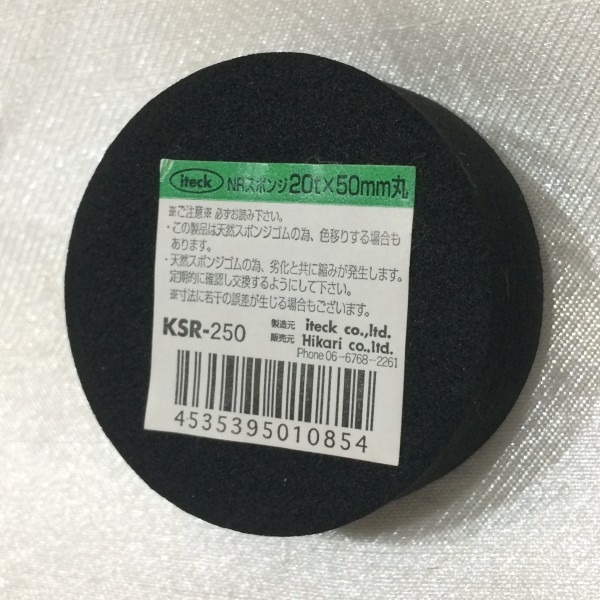 iteck NRスポンジ20t×50mm丸
※ご注意※ 必ずお読み下さい。
・この製品は天然スポンジゴムの為、色移りする場合も
あります。
・天然スポンジゴムの為、劣化と共に縮みが発生します。
定期的に確認し交換するようにして下さい。
※寸法に若干の誤差が生じる場合もございます。
KSR-250 製造元 iteck co.,ltd.
販売元 Hikari co.,ltd.
Phone 06-6768-2261
4535395010854